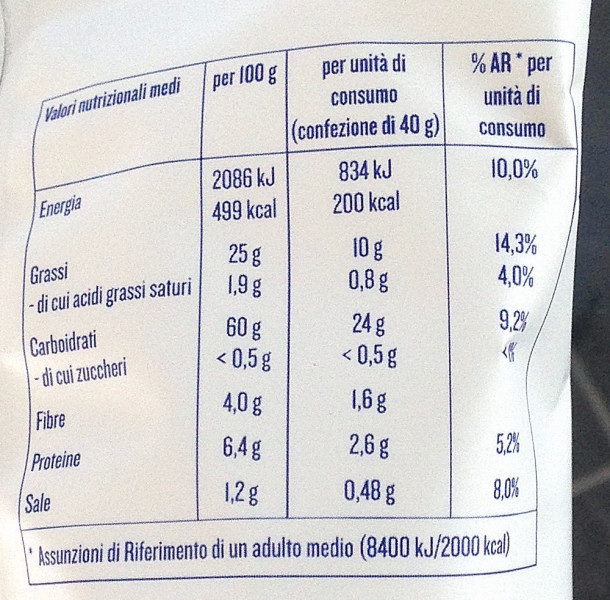 Valori nutrizionali medi per 100 g per unità di consumo (confezione di 40 g) % AR * per unità di consumo
Energia 2086 kJ 834 kJ 10,0%
499 kcal 200 kcal
Grassi 25 g 10 g 14,3%
- di cui acidi grassi saturi 1,9 g 0,8 g 4,0%
Carboidrati 60 g 24 g 9,2%
- di cui zuccheri < 0,5 g < 0,5 g
Fibre 4,0 g 1,6 g
Proteine 6,4 g 2,6 g 5,2%
Sale 1,2 g 0,48 g 8,0%
* Assunzioni di Riferimento di un adulto medio (8400 kJ/2000 kcal)